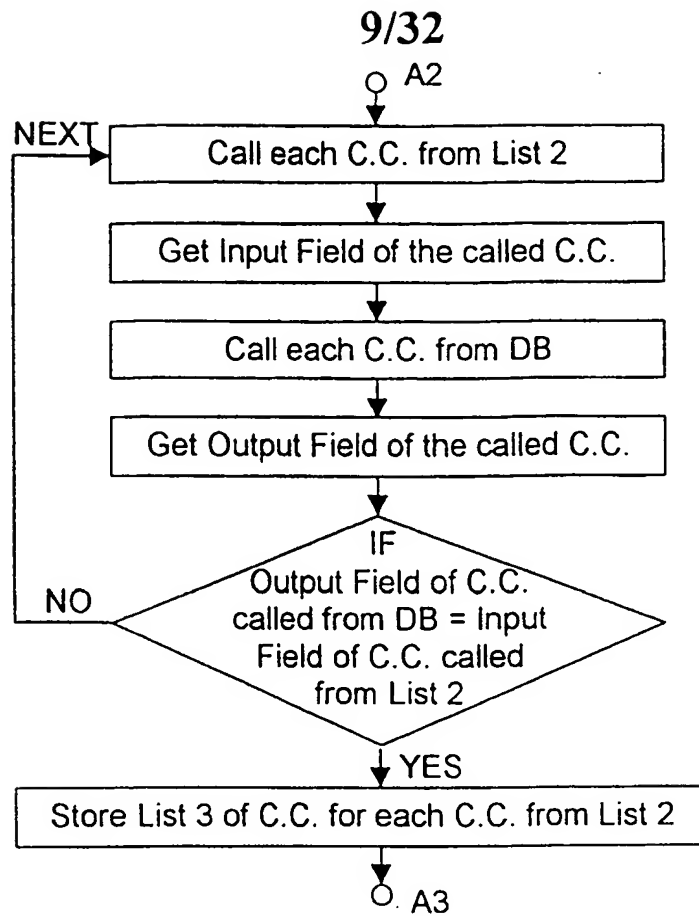 9/32
A2
NEXT
Call each C.C. from List 2
Get Input Field of the called C.C.
Call each C.C. from DB
Get Output Field of the called C.C.
IF
Output Field of C.C.
called from DB = Input
Field of C.C. called
from List 2
NO
YES
Store List 3 of C.C. for each C.C. from List 2
A3